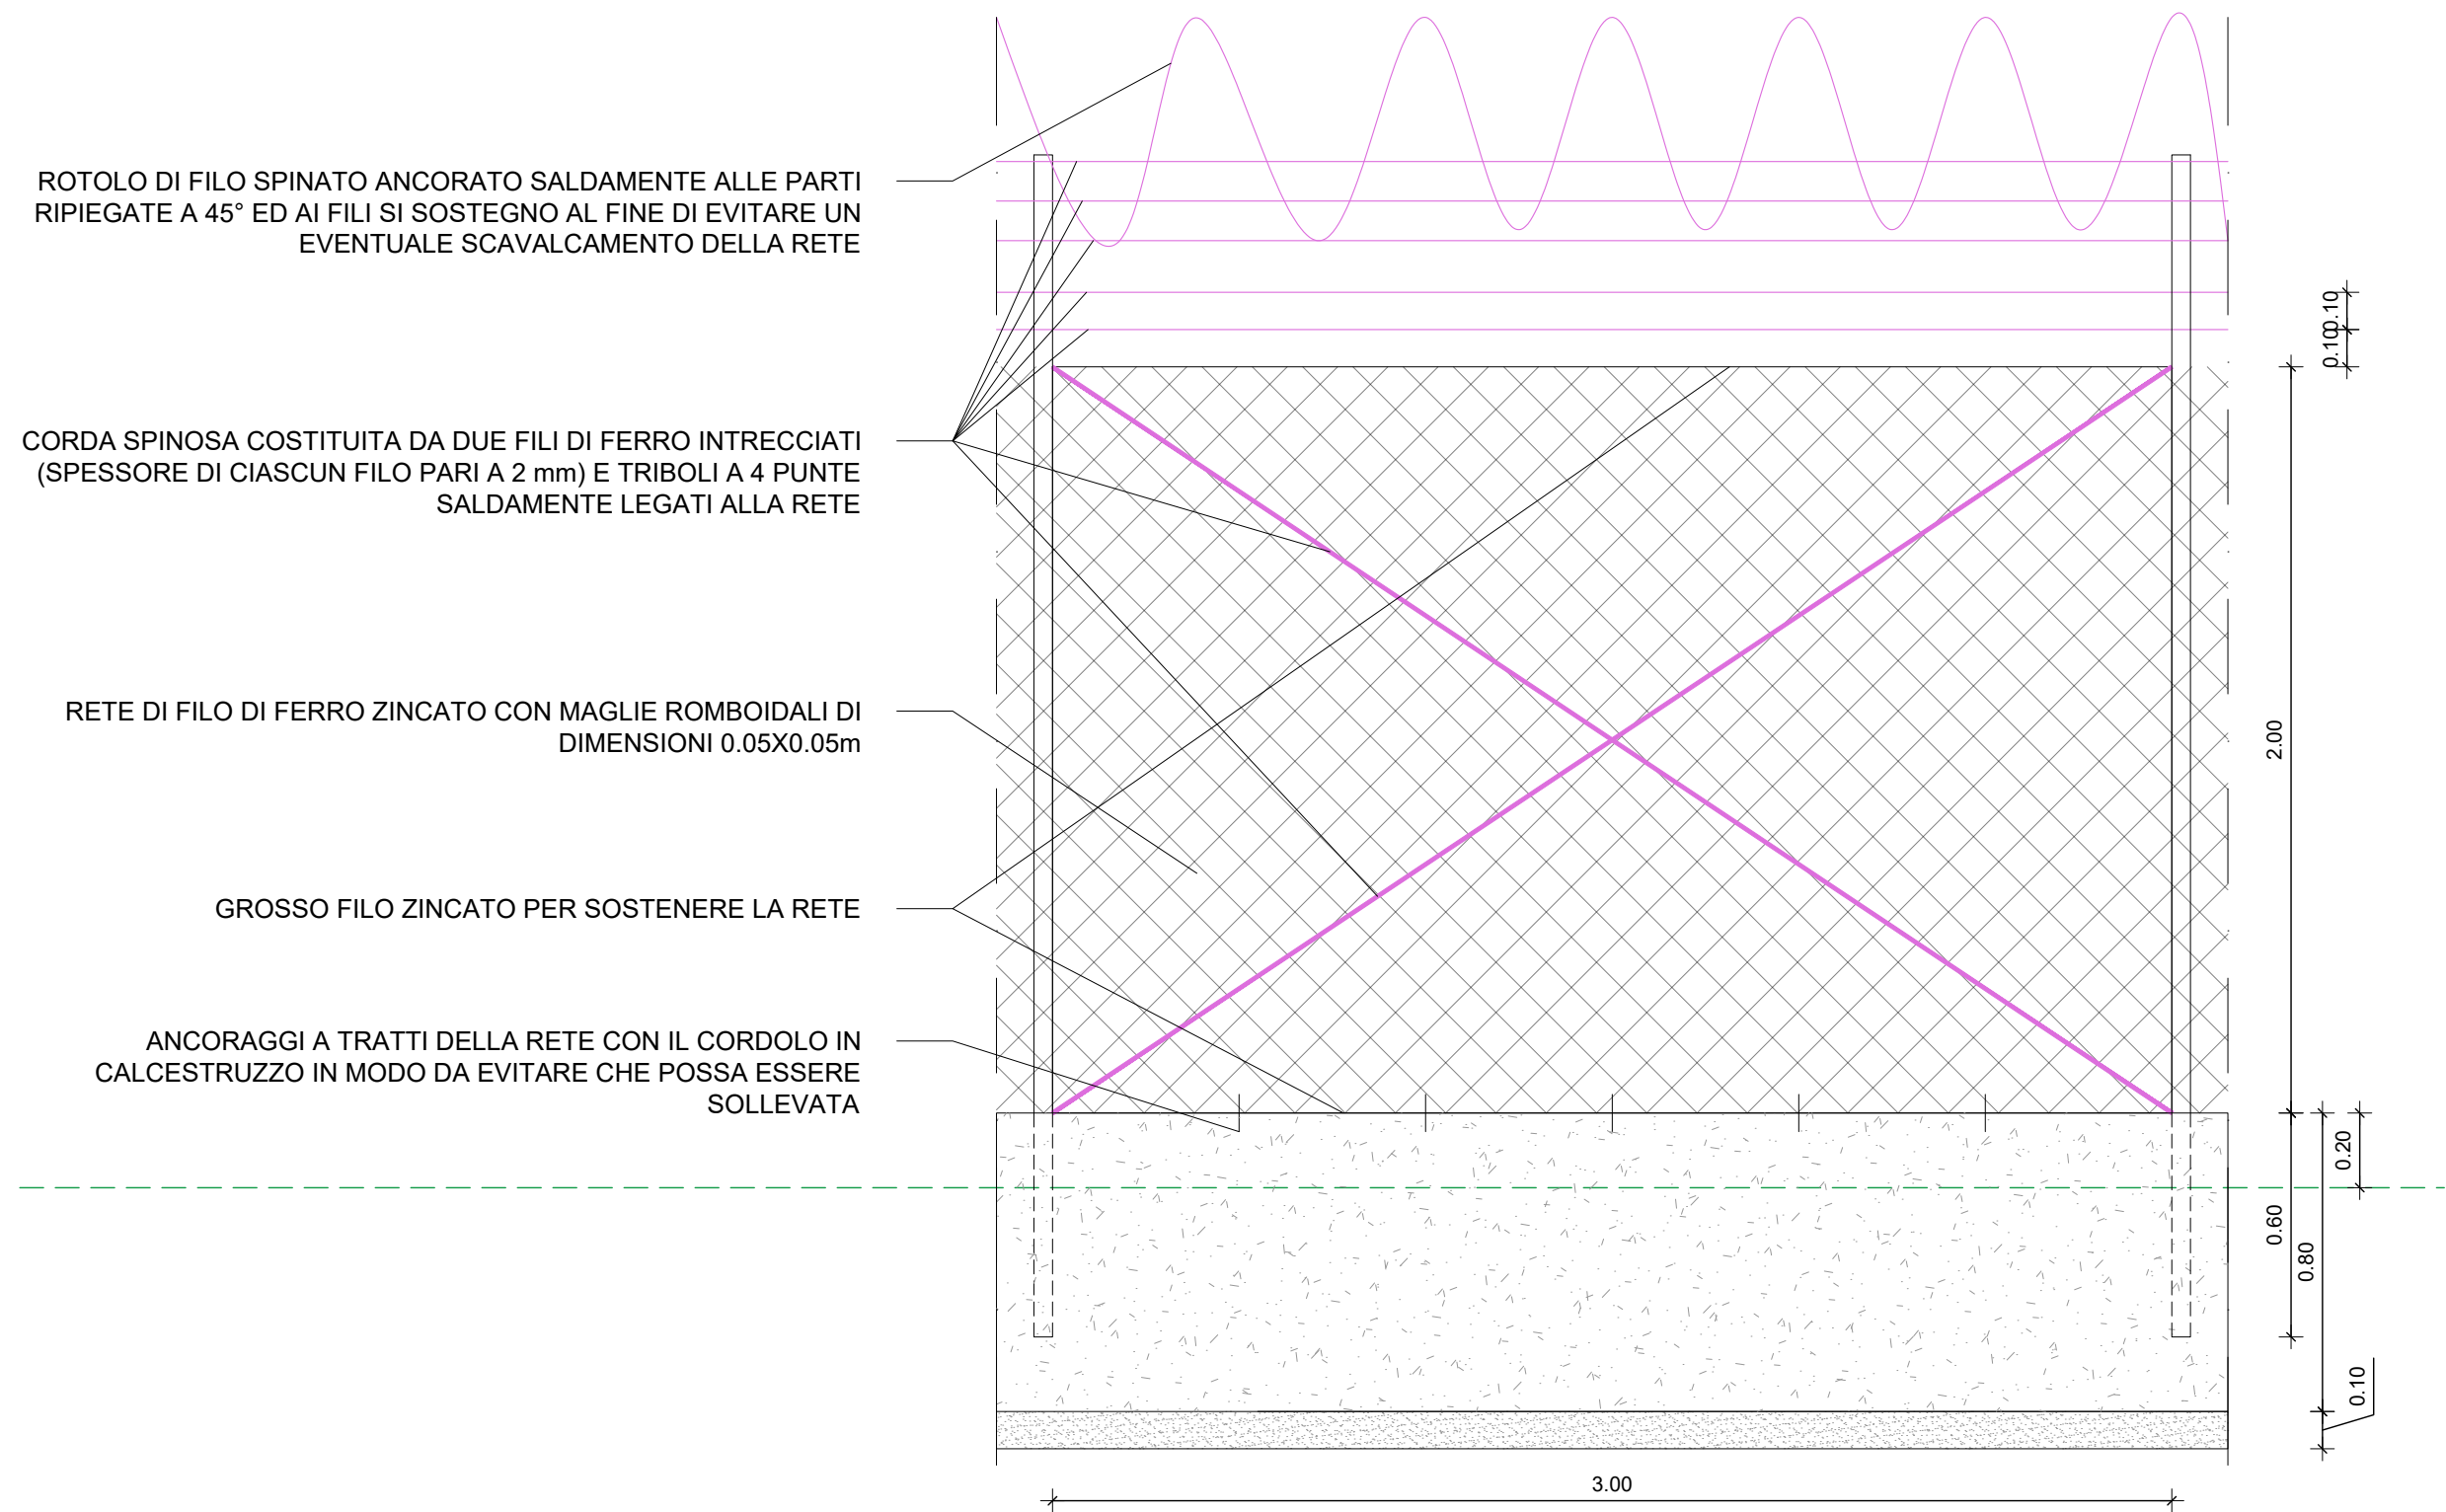 ROTOLO DI FILO SPINATO ANCORATO SALDAMENTE ALLE PARTI
RIPIEGATE A 45° ED AI FILI SI SOSTEGNO AL FINE DI EVITARE UN
EVENTUALE SCAVALCAMENTO DELLA RETE
0.10
0.10
CORDA SPINOSA COSTITUITA DA DUE FILI DI FERRO INTRECCIATI
(SPESSORE DI CIASCUN FILO PARI A 2 mm) E TRIBOLI A 4 PUNTE
SALDAMENTE LEGATI ALLA RETE
RETE DI FILO DI FERRO ZINCATO CON MAGLIE ROMBOIDALI DI
DIMENSIONI 0.05X0.05m
2.00
GROSSO FILO ZINCATO PER SOSTENERE LA RETE
ANCORAGGI A TRATTI DELLA RETE CON IL CORDOLO IN
CALCESTRUZZO IN MODO DA EVITARE CHE POSSA ESSERE
SOLLEVATA
0.20
0.60
0.80
0.10
3.00